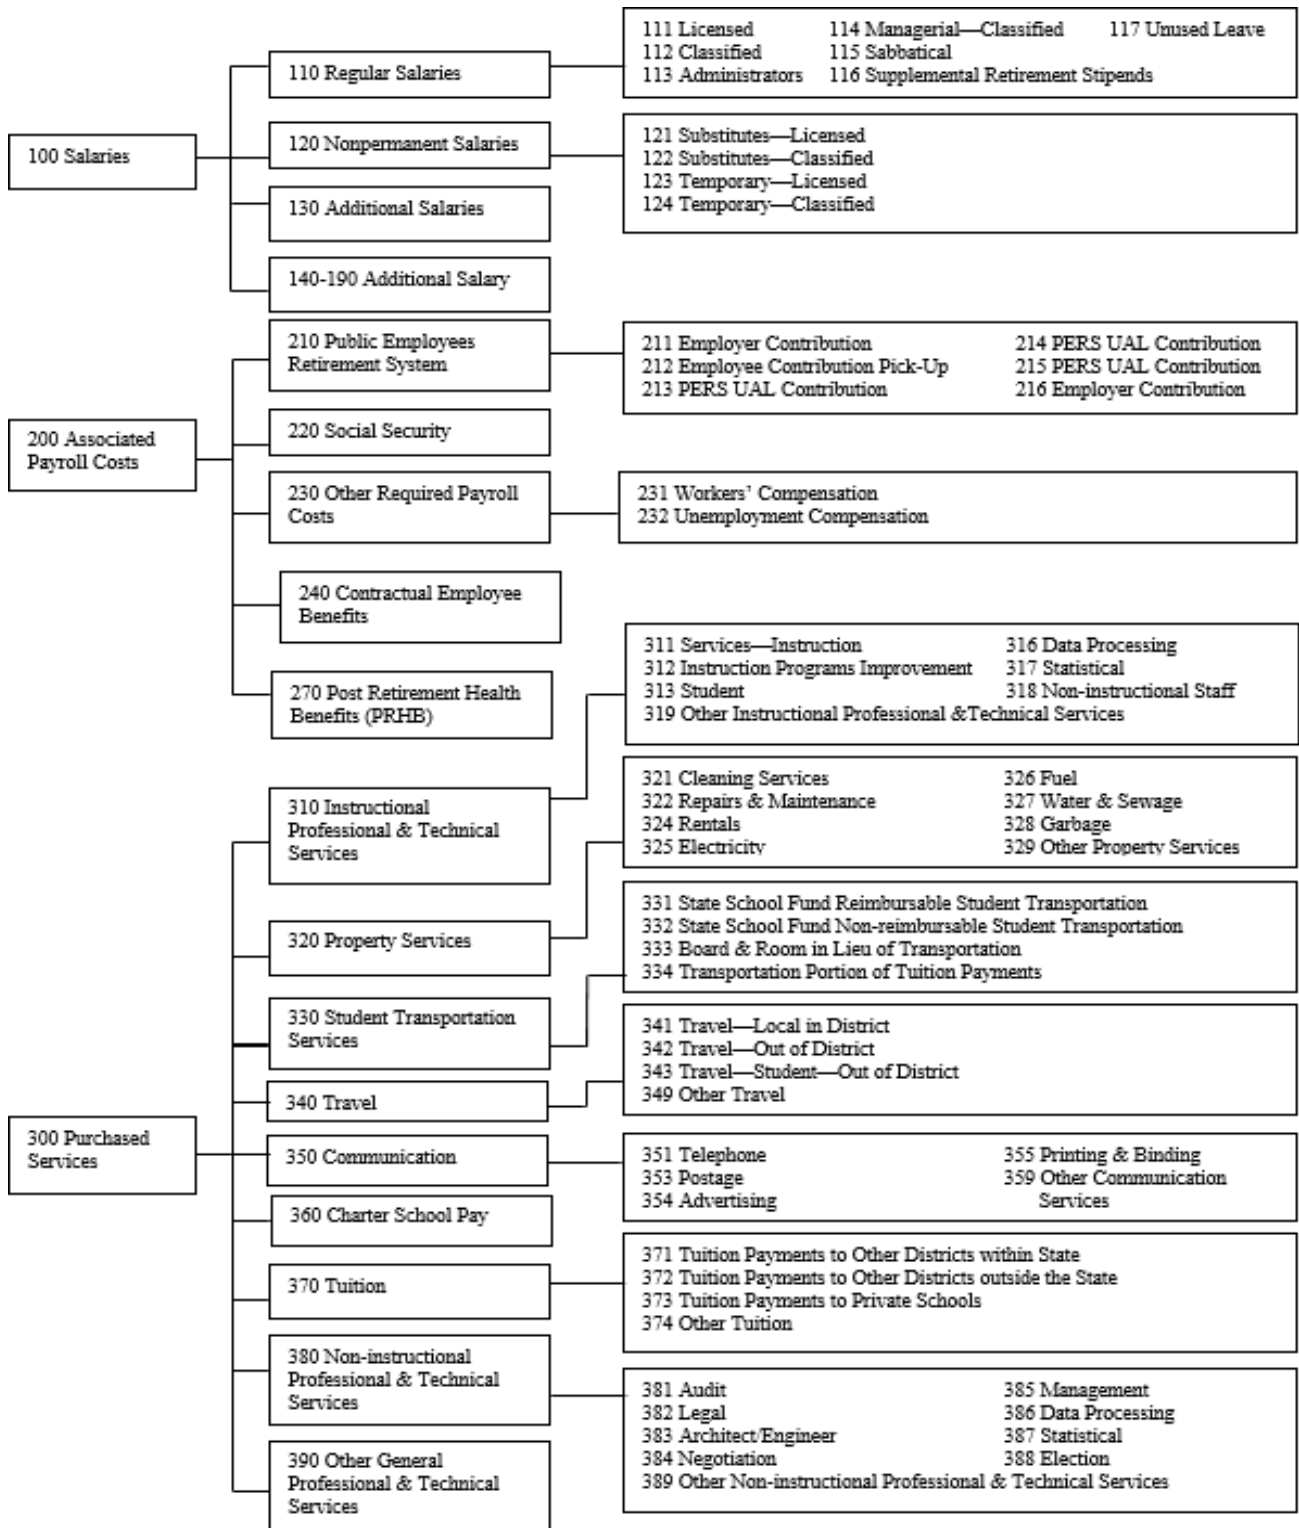 100 Salaries
110 Regular Salaries
111 Licensed
112 Classified
113 Administrators
114 Managerial—Classified
115 Sabbatical
116 Supplemental Retirement Stipends
117 Unused Leave
120 Nonpermanent Salaries
121 Substitutes—Licensed
122 Substitutes—Classified
123 Temporary—Licensed
124 Temporary—Classified
130 Additional Salaries
140-190 Additional Salary
200 Associated
Payroll Costs
210 Public Employees
Retirement System
211 Employer Contribution
212 Employee Contribution Pick-Up
213 PERS UAL Contribution
214 PERS UAL Contribution
215 PERS UAL Contribution
216 Employer Contribution
220 Social Security
230 Other Required Payroll
Costs
231 Workers’ Compensation
232 Unemployment Compensation
240 Contractual Employee
Benefits
270 Post Retirement Health
Benefits (PRHB)
300 Purchased
Services
310 Instructional
Professional & Technical
Services
311 Services—Instruction
312 Instruction Programs Improvement
313 Student
316 Data Processing
317 Statistical
318 Non-instructional Staff
319 Other Instructional Professional &Technical Services
320 Property Services
321 Cleaning Services
322 Repairs & Maintenance
324 Rentals
325 Electricity
326 Fuel
327 Water & Sewage
328 Garbage
329 Other Property Services
330 Student Transportation
Services
331 State School Fund Reimbursable Student Transportation
332 State School Fund Non-reimbursable Student Transportation
333 Board & Room in Lieu of Transportation
334 Transportation Portion of Tuition Payments
340 Travel
341 Travel—Local in District
342 Travel—Out of District
343 Travel—Student—Out of District
349 Other Travel
350 Communication
351 Telephone
353 Postage
354 Advertising
355 Printing & Binding
359 Other Communication
Services
360 Charter School Pay
370 Tuition
371 Tuition Payments to Other Districts within State
372 Tuition Payments to Other Districts outside the State
373 Tuition Payments to Private Schools
374 Other Tuition
380 Non-instructional
Professional & Technical
Services
381 Audit
382 Legal
383 Architect/Engineer
384 Negotiation
385 Management
386 Data Processing
387 Statistical
388 Election
389 Other Non-instructional Professional & Technical Services
390 Other General
Professional & Technical
Services